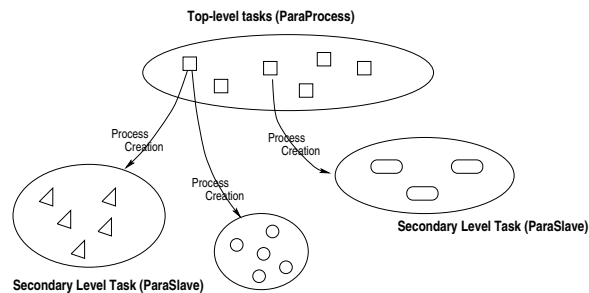 Top-level tasks (ParaProcess)
Process
Creation
Process
Creation
Process
Creation
Secondary Level Task (ParaSlave)
Secondary Level Task (ParaSlave)